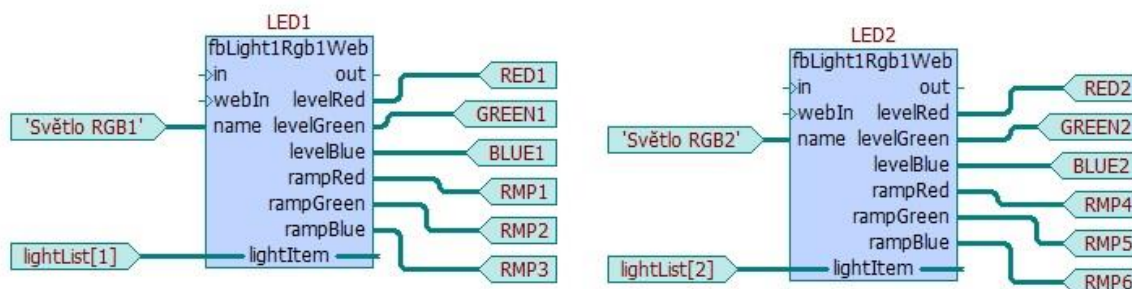 LED1
fbLight1Rgb1Web
in out
webIn levelRed
name levelGreen
levelBlue
rampRed
rampGreen
rampBlue
lightItem
'Světlo RGB1'
lightList[1]
RED1
GREEN1
BLUE1
RMP1
RMP2
RMP3
LED2
fbLight1Rgb1Web
in out
webIn levelRed
name levelGreen
levelBlue
rampRed
rampGreen
rampBlue
lightItem
'Světlo RGB2'
lightList[2]
RED2
GREEN2
BLUE2
RMP4
RMP5
RMP6